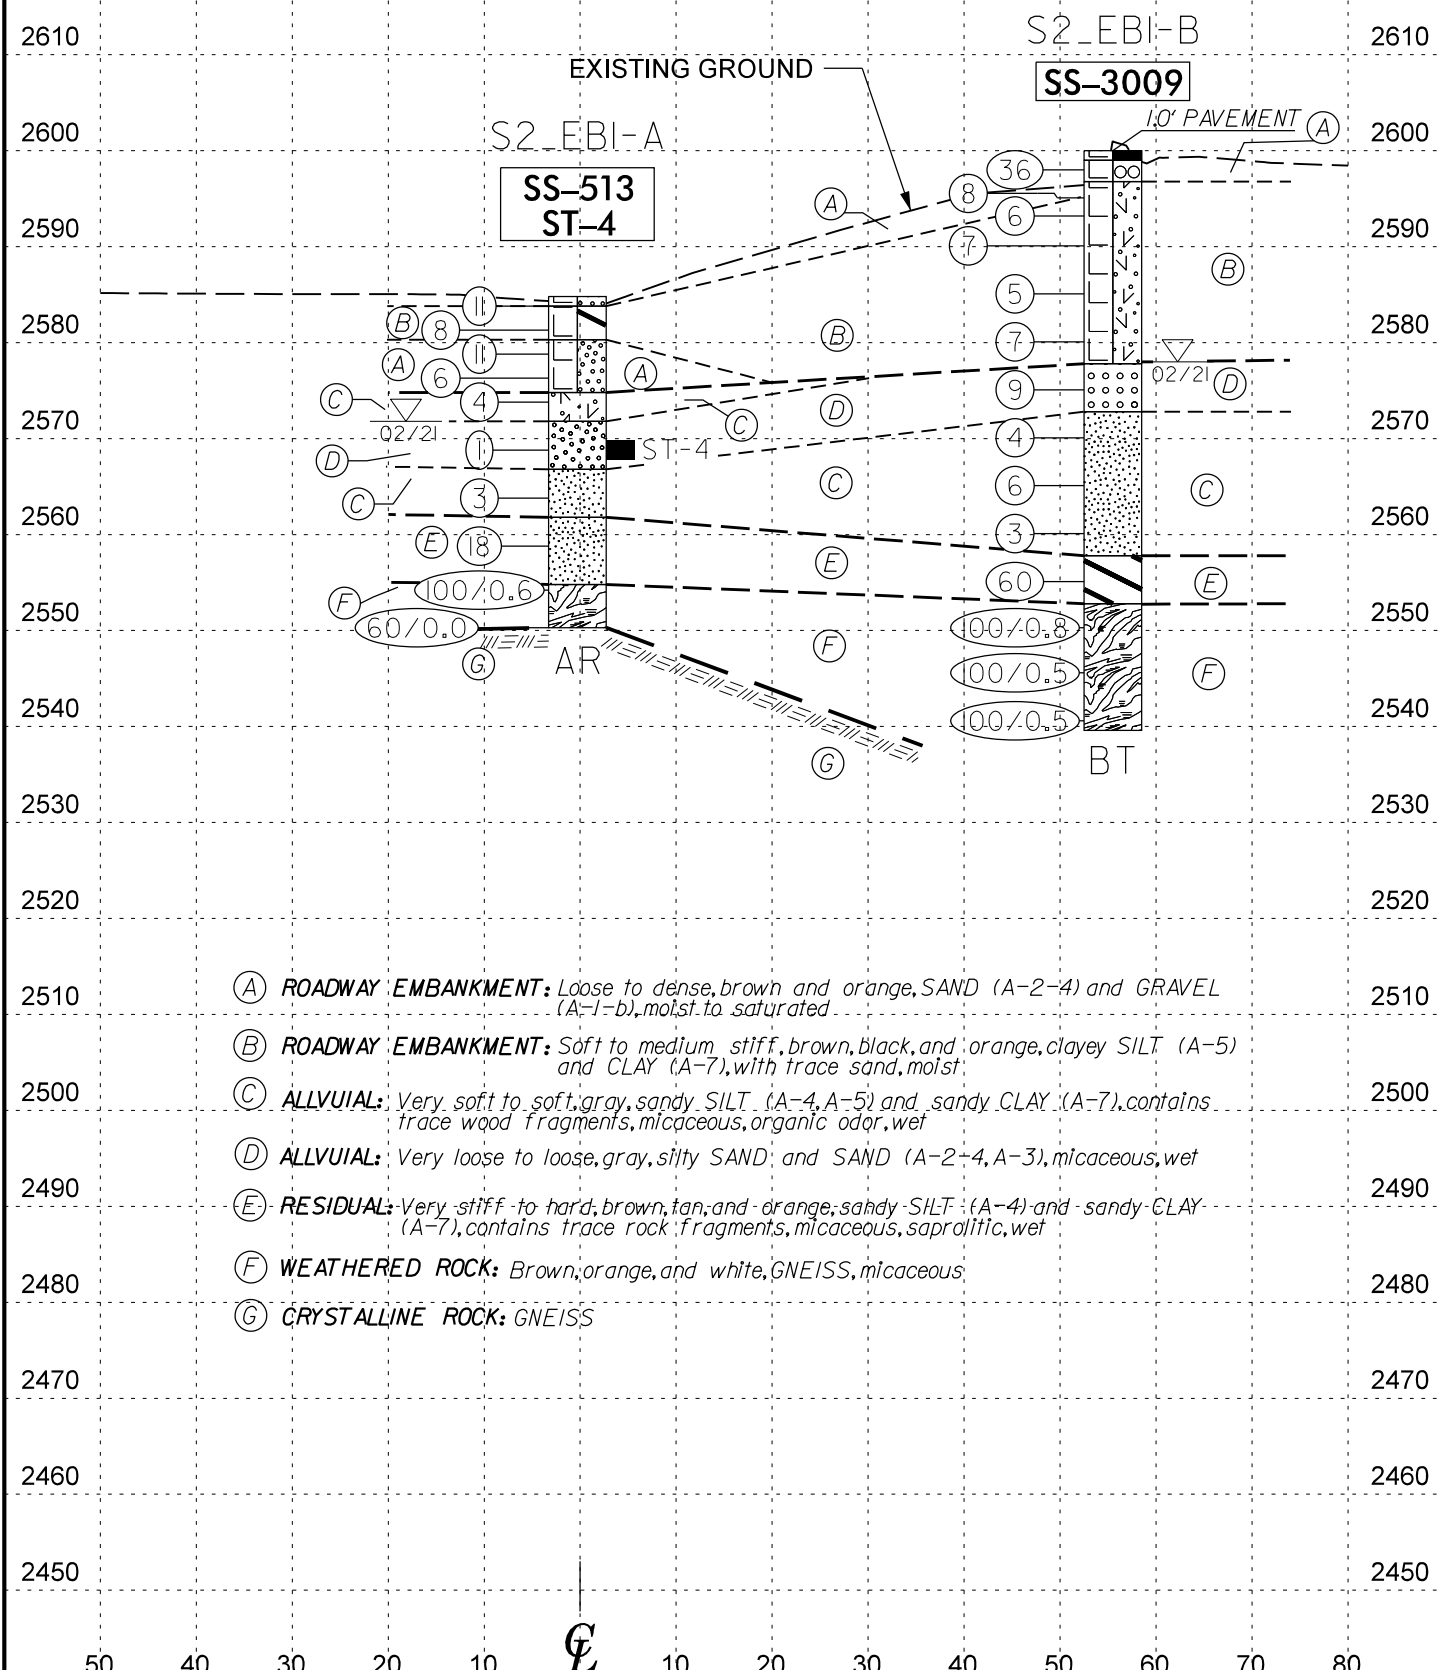 S2_EB1-B
2610 2610
EXISTING GROUND
SS-3009
1.0' PAVEMENT A
2600 S2_EB1-A 2600
36
SS-513
ST-4
A 8
6
2590 2590
7
B
11 5
B 8 B
2580 7 2580
A 11
6 A 02/21 D
C 4 9
D
2570 02/21 C 2570
D 1 ST-4 4
C 3 C 6 C
2560 2560
E 18 3
E 60 E
100/0.6
F
2550 60/0.0 100/0.8 2550
G AR F
100/0.5 F
2540 100/0.5 2540
G BT
2530 2530
2520 2520
A ROADWAY EMBANKMENT: Loose to dense, brown and orange, SAND (A-2-4) and GRAVEL
2510 (A-1-b), moist to saturated 2510
B ROADWAY EMBANKMENT: Soft to medium stiff, brown, black, and orange, clayey SILT (A-5)
and CLAY (A-7), with trace sand, moist
2500 C ALLVUIAL: Very soft to soft, gray, sandy SILT (A-4, A-5) and sandy CLAY (A-7), contains 2500
trace wood fragments, micaceous, organic odor, wet
D ALLVUIAL: Very loose to loose, gray, silty SAND and SAND (A-2-4, A-3), micaceous, wet
2490 2490
E RESIDUAL: Very stiff to hard, brown, tan, and orange, sandy SILT (A-4) and sandy CLAY
(A-7), contains trace rock fragments, micaceous, saprolitic, wet
F WEATHERED ROCK: Brown, orange, and white, GNEISS, micaceous
2480 2480
G CRYSTALLINE ROCK: GNEISS
2470 2470
2460 2460
2450 2450
50 40 30 20 10 ℄ 10 20 30 40 50 60 70 80